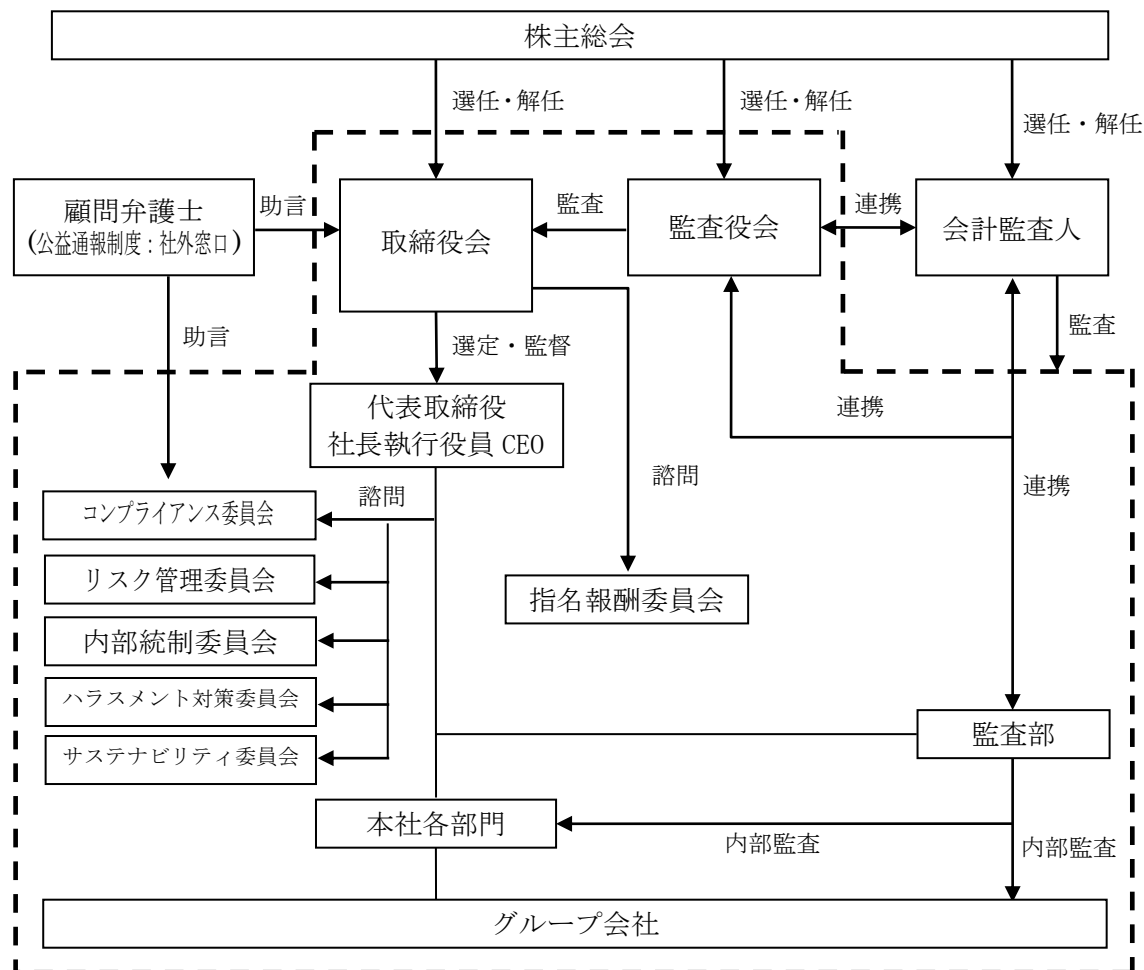 株主総会
選任・解任
選任・解任
選任・解任
顧問弁護士
(公益通報制度：社外窓口)
助言
取締役会
監査
監査役会
連携
会計監査人
助言
選定・監督
監査
代表取締役
社長執行役員 CEO
連携
諮問
諮問
連携
コンプライアンス委員会
リスク管理委員会
指名報酬委員会
内部統制委員会
ハラスメント対策委員会
サステナビリティ委員会
監査部
本社各部門
内部監査
内部監査
グループ会社